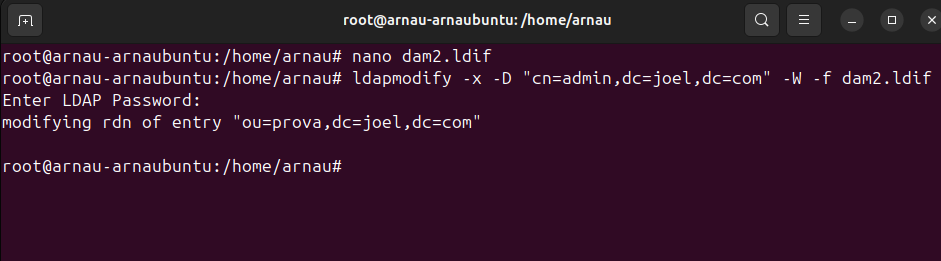 root@arnau-arnaubuntu: /home/arnau
root@arnau-arnaubuntu:/home/arnau# nano dam2.ldif
root@arnau-arnaubuntu:/home/arnau# ldapmodify -x -D "cn=admin,dc=joel,dc=com" -W -f dam2.ldif
Enter LDAP Password:
modifying rdn of entry "ou=prova,dc=joel,dc=com"
root@arnau-arnaubuntu:/home/arnau#